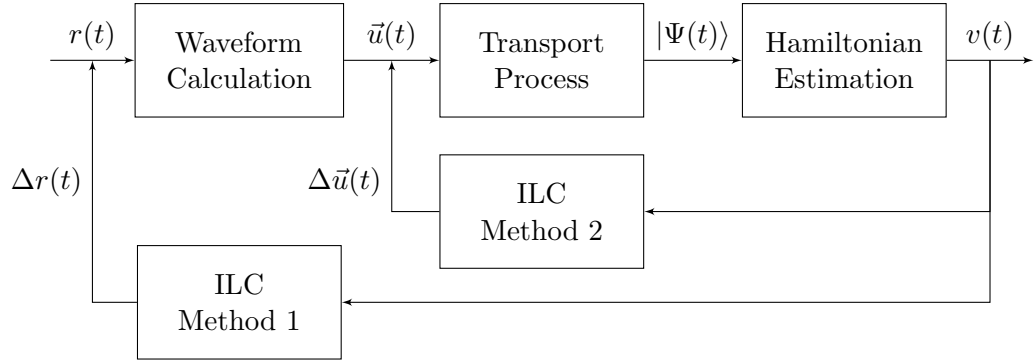 r(t)
Waveform
Calculation
u⃗(t)
Transport
Process
|Ψ(t)⟩
Hamiltonian
Estimation
v(t)
Δr(t)
Δu⃗(t)
ILC
Method 2
ILC
Method 1